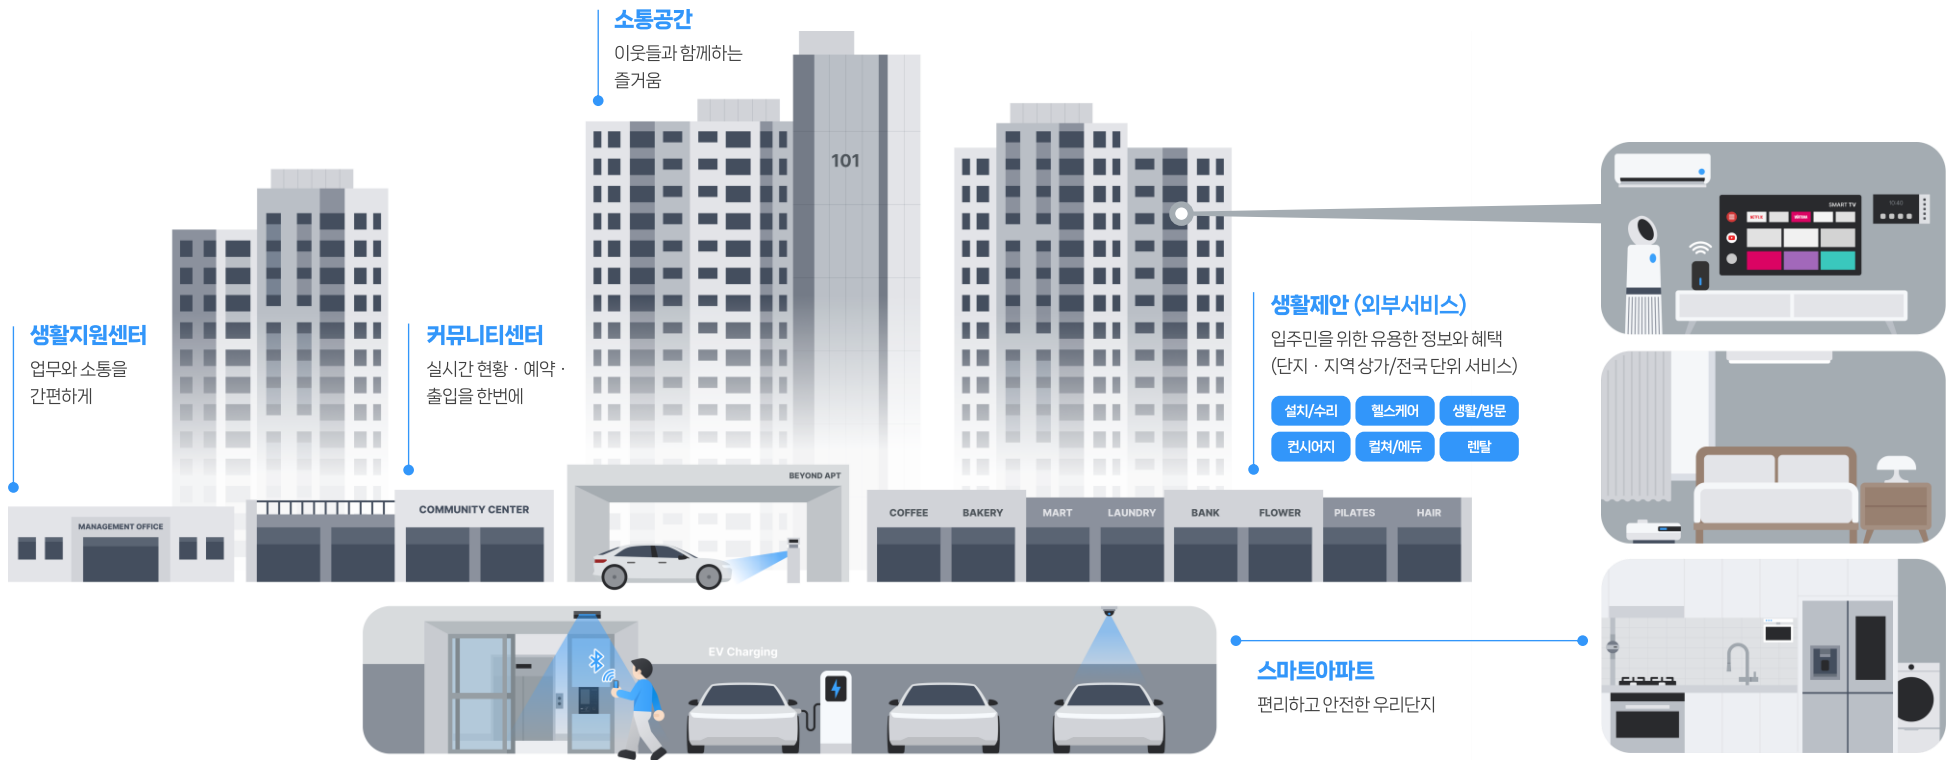 소통공간
이웃들과 함께하는
즐거움
101
생활지원센터
업무와 소통을
간편하게
커뮤니티센터
실시간 현황 · 예약 ·
출입을 한번에
생활제안 (외부서비스)
입주민을 위한 유용한 정보와 혜택
(단지 · 지역 상가/전국 단위 서비스)
설치/수리
헬스케어
생활/방문
컨시어지
컬쳐/에듀
렌탈
SMART TV
NETFLIX
10:40
BEYOND APT
MANAGEMENT OFFICE
COMMUNITY CENTER
COFFEE
BAKERY
MART
LAUNDRY
BANK
FLOWER
PILATES
HAIR
EV Charging
스마트아파트
편리하고 안전한 우리단지